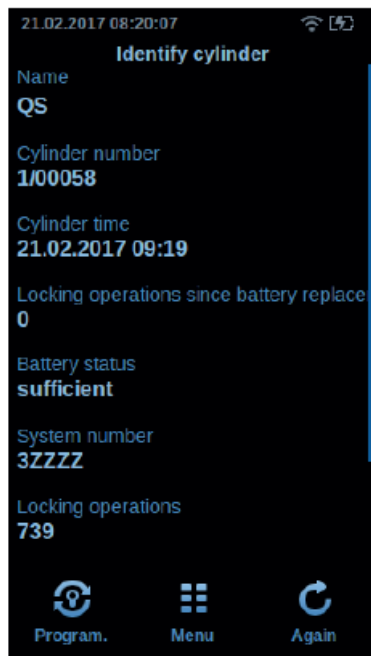 21.02.2017 08:20:07
Identify cylinder
Name
QS
Cylinder number
1/00058
Cylinder time
21.02.2017 09:19
Locking operations since battery replace
0
Battery status
sufficient
System number
3ZZZZ
Locking operations
739
Program. Menu Again